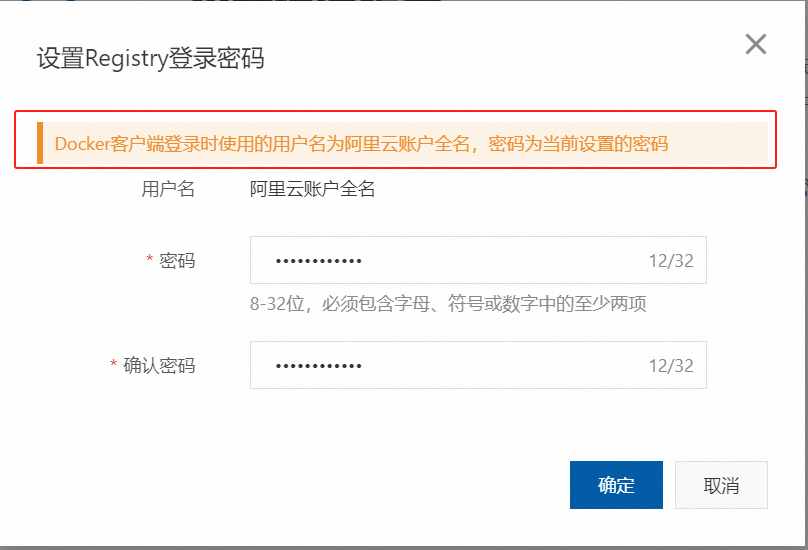 设置Registry登录密码
Docker客户端登录时使用的用户名为阿里云账户全名，密码为当前设置的密码
用户名 阿里云账户全名
* 密码 •••••••••••• 12/32
8-32位，必须包含字母、符号或数字中的至少两项
* 确认密码 •••••••••••• 12/32
确定 取消